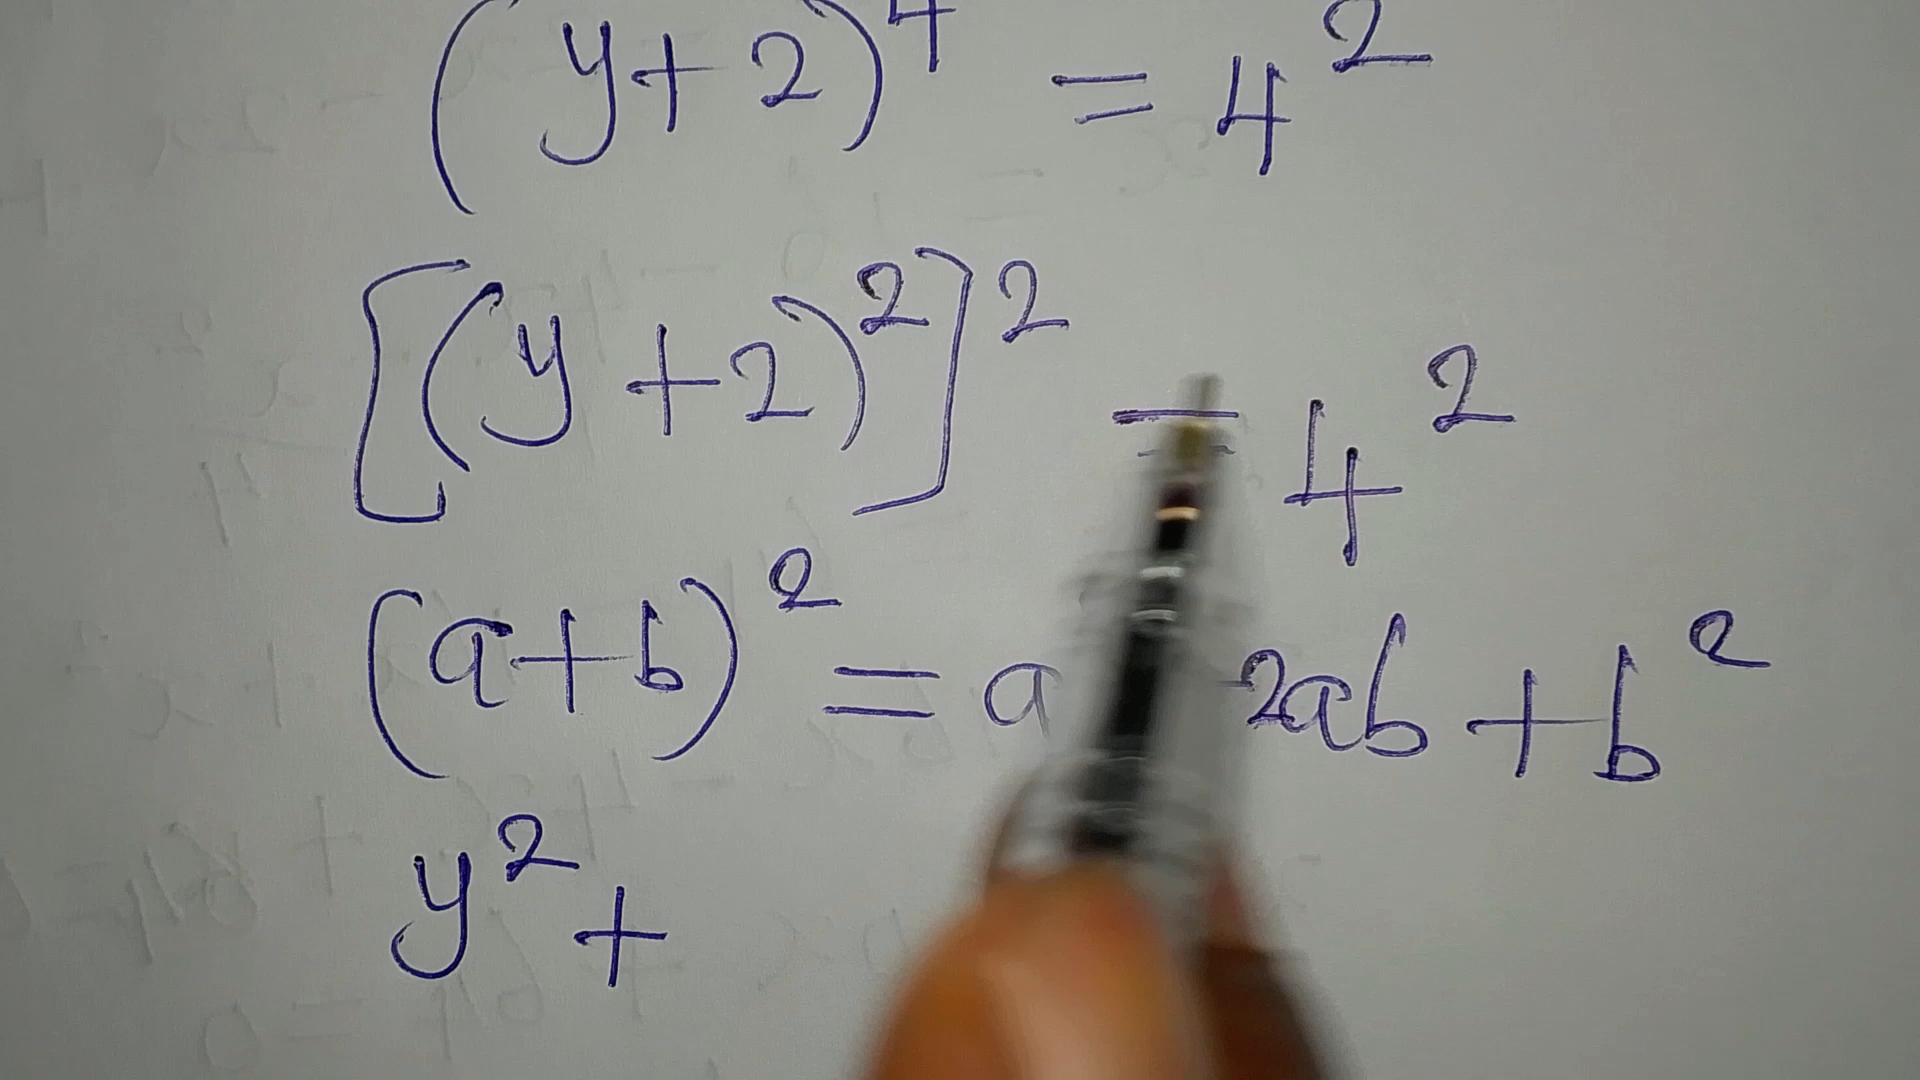 (y+2)^4 = 4^2
[(y+2)^2]^2 = 4^2
(a+b)^2 = a 2ab + b^2
y^2 +